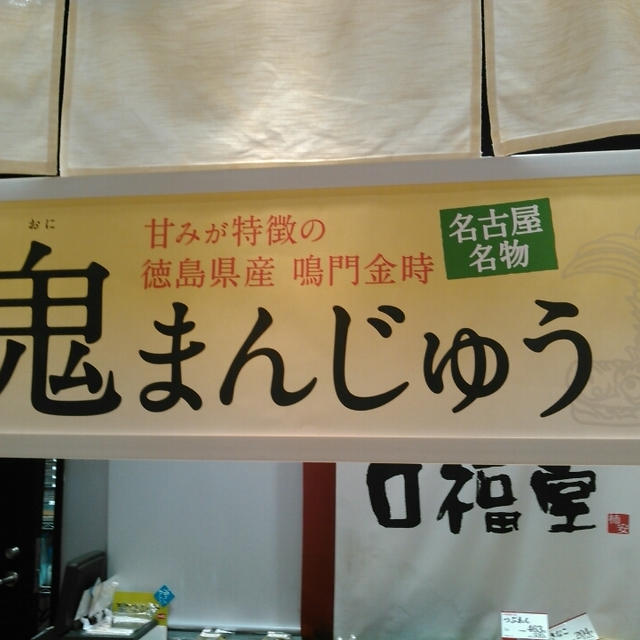 おに
甘みが特徴の
徳島県産 鳴門金時
名古屋
名物
鬼まんじゅう
口福堂